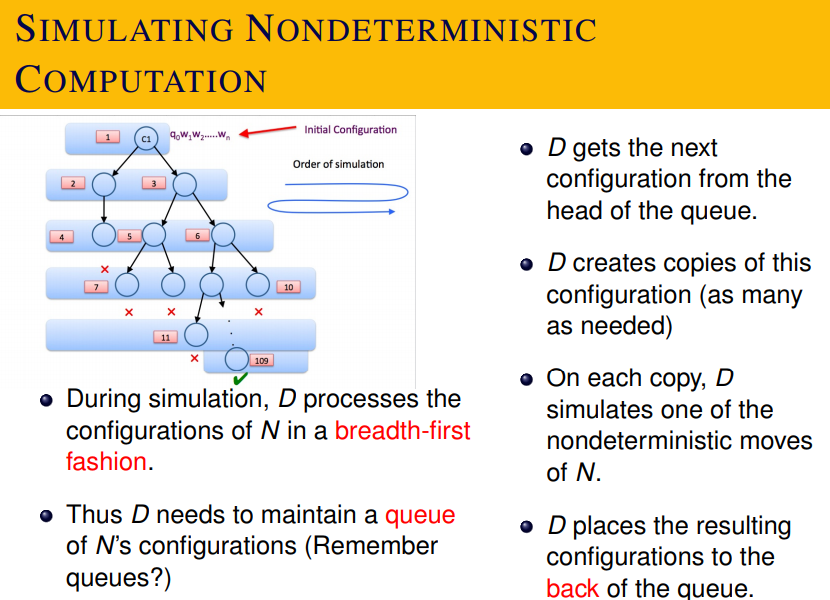 SIMULATING NONDETERMINISTIC
COMPUTATION
1
C1
q0w1w2.....wn
Initial Configuration
Order of simulation
2
3
4
5
6
7
10
11
109
During simulation, D processes the
configurations of N in a breadth-first
fashion.
Thus D needs to maintain a queue
of N's configurations (Remember
queues?)
D gets the next
configuration from the
head of the queue.
D creates copies of this
configuration (as many
as needed)
On each copy, D
simulates one of the
nondeterministic moves
of N.
D places the resulting
configurations to the
back of the queue.